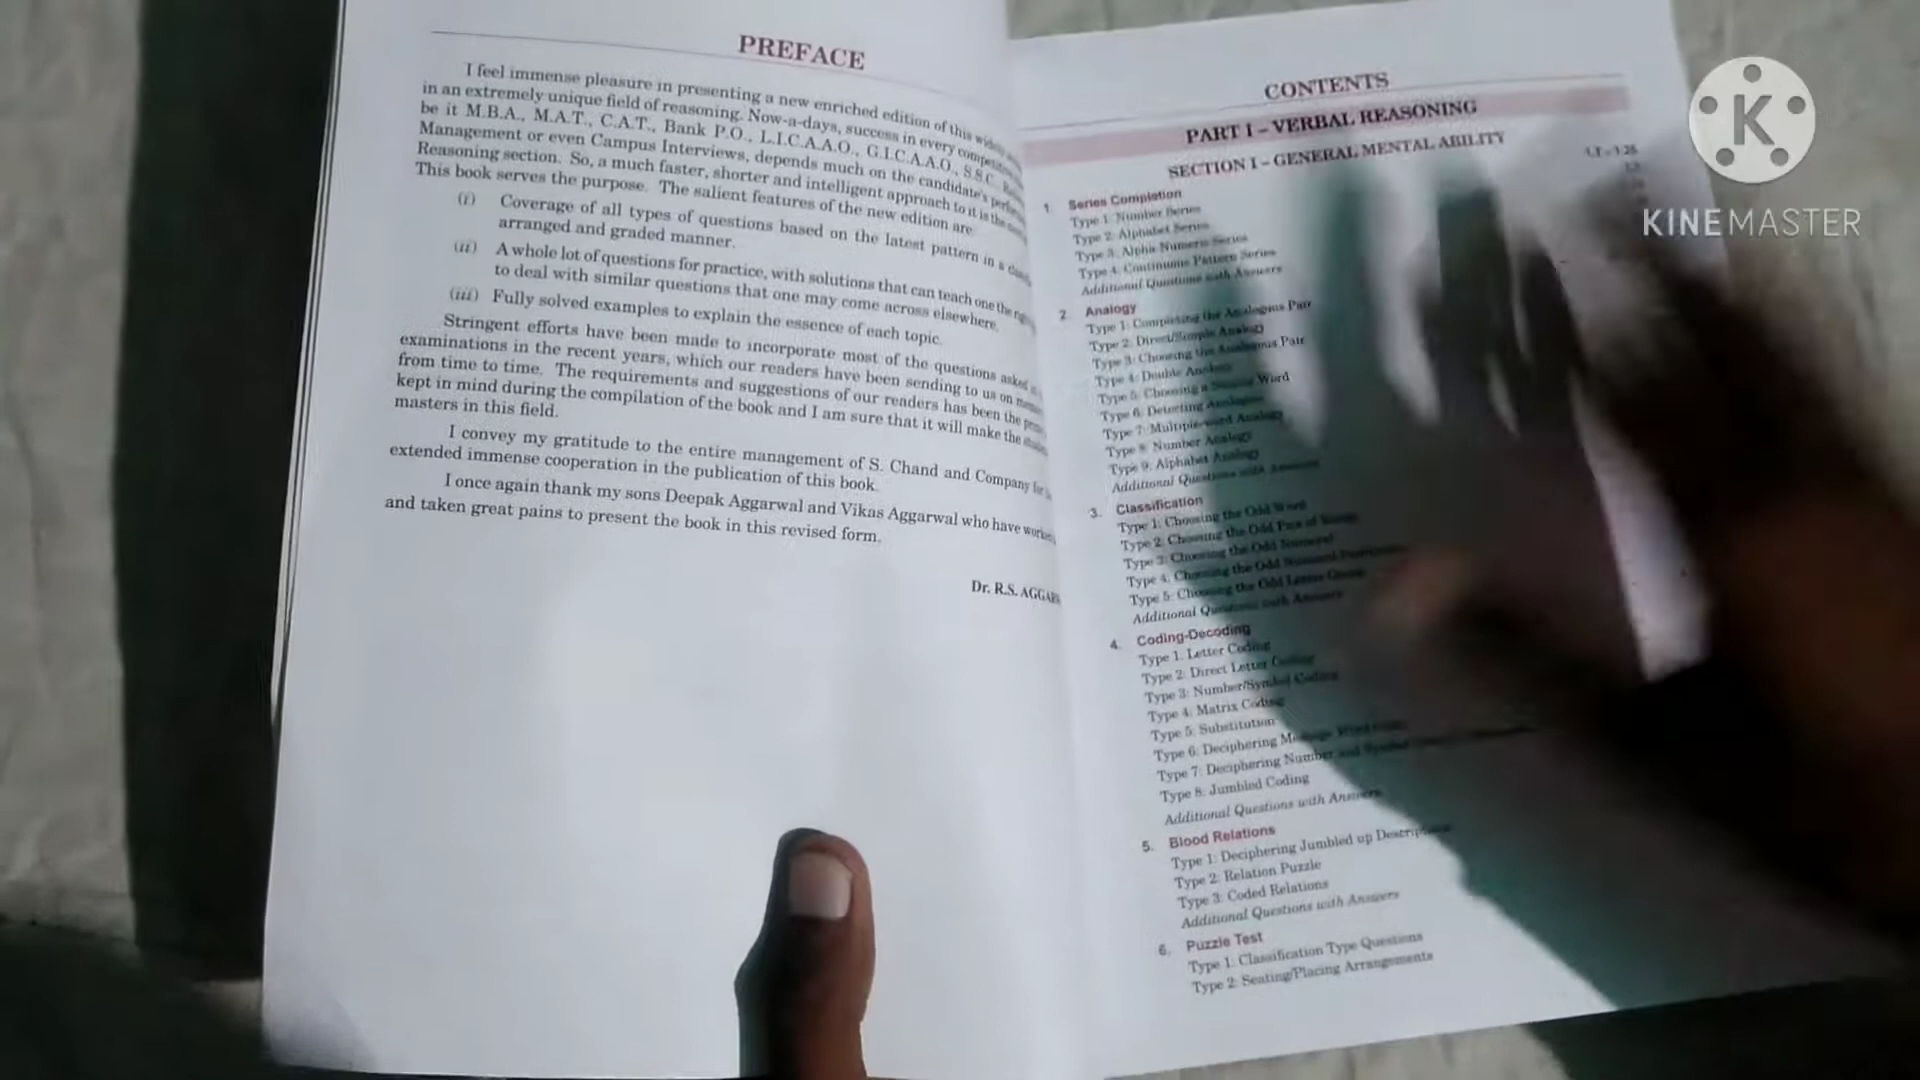 PREFACE
I feel immense pleasure in presenting a new enriched edition of this
in an extremely unique field of reasoning. Now-a-days, success in every
be it M.B.A., M.A.T., C.A.T., Bank P.O., L.I.C.A.A.O., G.I.C.A.A.O., S.S.C.
Management or even Campus Interviews, depends much on the candidate's
Reasoning section. So, a much faster, shorter and intelligent approach to it is the
This book serves the purpose. The salient features of the new edition are
(i) Coverage of all types of questions based on the latest pattern in a
arranged and graded manner.
(ii) A whole lot of questions for practice, with solutions that can teach one the
to deal with similar questions that one may come across elsewhere.
(iii) Fully solved examples to explain the essence of each topic.
Stringent efforts have been made to incorporate most of the questions asked
examinations in the recent years, which our readers have been sending to us on
from time to time. The requirements and suggestions of our readers has been the
kept in mind during the compilation of the book and I am sure that it will make the
masters in this field.
I convey my gratitude to the entire management of S. Chand and Company for
extended immense cooperation in the publication of this book.
I once again thank my sons Deepak Aggarwal and Vikas Aggarwal who have
and taken great pains to present the book in this revised form.
Dr. R.S. AGGAR
CONTENTS
PART I – VERBAL REASONING
SECTION I – GENERAL MENTAL ABILITY
1. Series Completion
Type 1: Number Series
Type 2: Alphabet Series
Type 3: Alpha Numeric Series
Type 4: Continuous Pattern Series
Additional Questions with Answers
2. Analogy
Type 1: Completing the Analogous Pair
Type 2: Direct/Simple Analogy
Type 3: Choosing the Analogous Pair
Type 4: Double Analogy
Type 5: Choosing a Word
Type 6: Detecting Analogies
Type 7: Multiple-word Analogy
Type 8: Number Analogy
Type 9: Alphabet Analogy
Additional Questions with Answers
3. Classification
Type 1: Choosing the Odd Word
Type 2: Choosing the Odd Pair of Words
Type 3: Choosing the Odd Numeral
Type 4: Choosing the Odd Numeral
Type 5: Choosing the Odd Letter Group
Additional Questions with Answers
4. Coding-Decoding
Type 1: Letter Coding
Type 2: Direct Letter Coding
Type 3: Number/Symbol Coding
Type 4: Matrix Coding
Type 5: Substitution
Type 6: Deciphering Message
Type 7: Deciphering Number and Symbol
Type 8: Jumbled Coding
Additional Questions with Answers
5. Blood Relations
Type 1: Deciphering Jumbled up Descriptions
Type 2: Relation Puzzle
Type 3: Coded Relations
Additional Questions with Answers
6. Puzzle Test
Type 1: Classification Type Questions
Type 2: Seating/Placing Arrangements
K
KINEMASTER